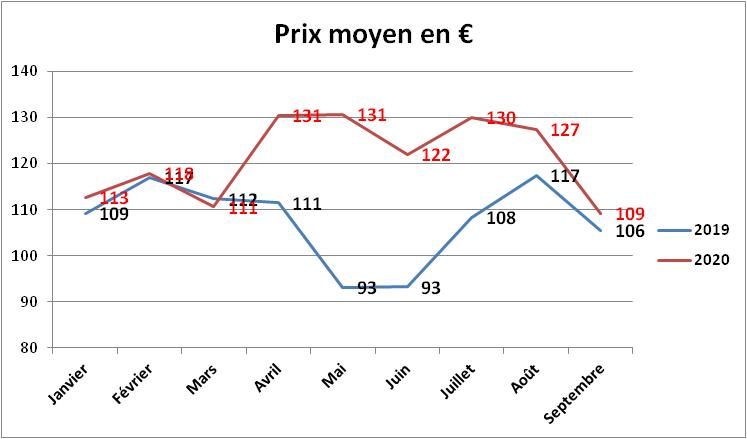 Prix moyen en €
140
130
120
110
100
90
80
131
131
130
127
122
118
117
117
113
112
111
111
109
109
108
106
93
93
2019
2020
Janvier
Février
Mars
Avril
Mai
Juin
Juillet
Août
Septembre